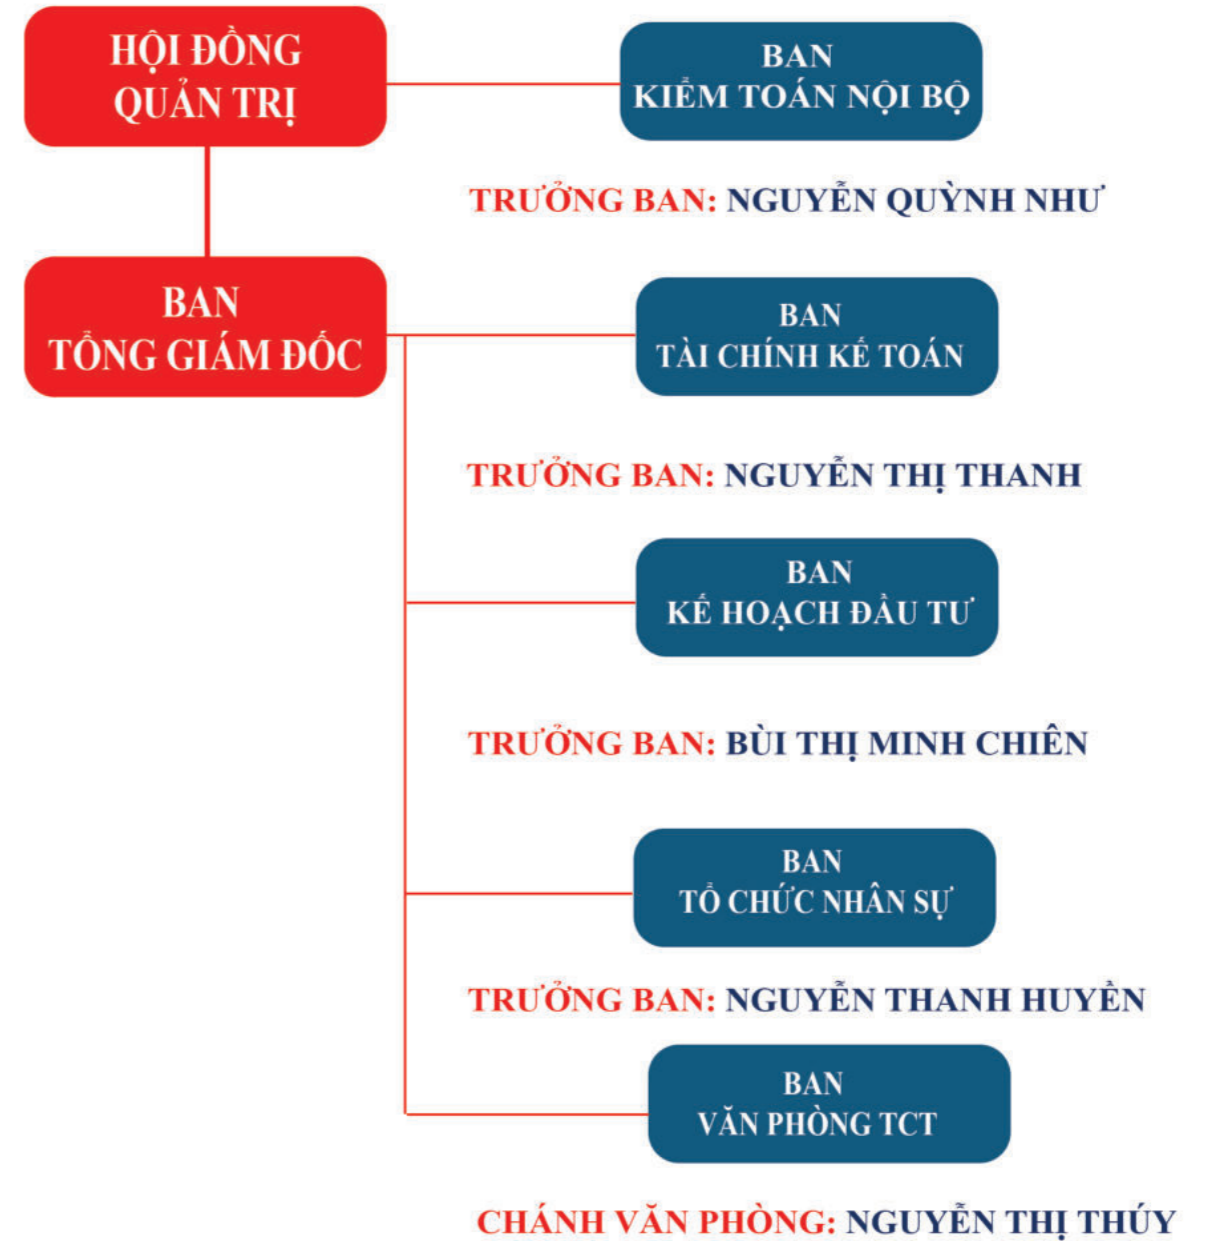 HỘI ĐỒNG
QUẢN TRỊ
BAN
KIỂM TOÁN NỘI BỘ
TRƯỞNG BAN: NGUYỄN QUỲNH NHƯ
BAN
TỔNG GIÁM ĐỐC
BAN
TÀI CHÍNH KẾ TOÁN
TRƯỞNG BAN: NGUYỄN THỊ THANH
BAN
KẾ HOẠCH ĐẦU TƯ
TRƯỞNG BAN: BÙI THỊ MINH CHIÊN
BAN
TỔ CHỨC NHÂN SỰ
TRƯỞNG BAN: NGUYỄN THANH HUYỀN
BAN
VĂN PHÒNG TCT
CHÁNH VĂN PHÒNG: NGUYỄN THỊ THÚY